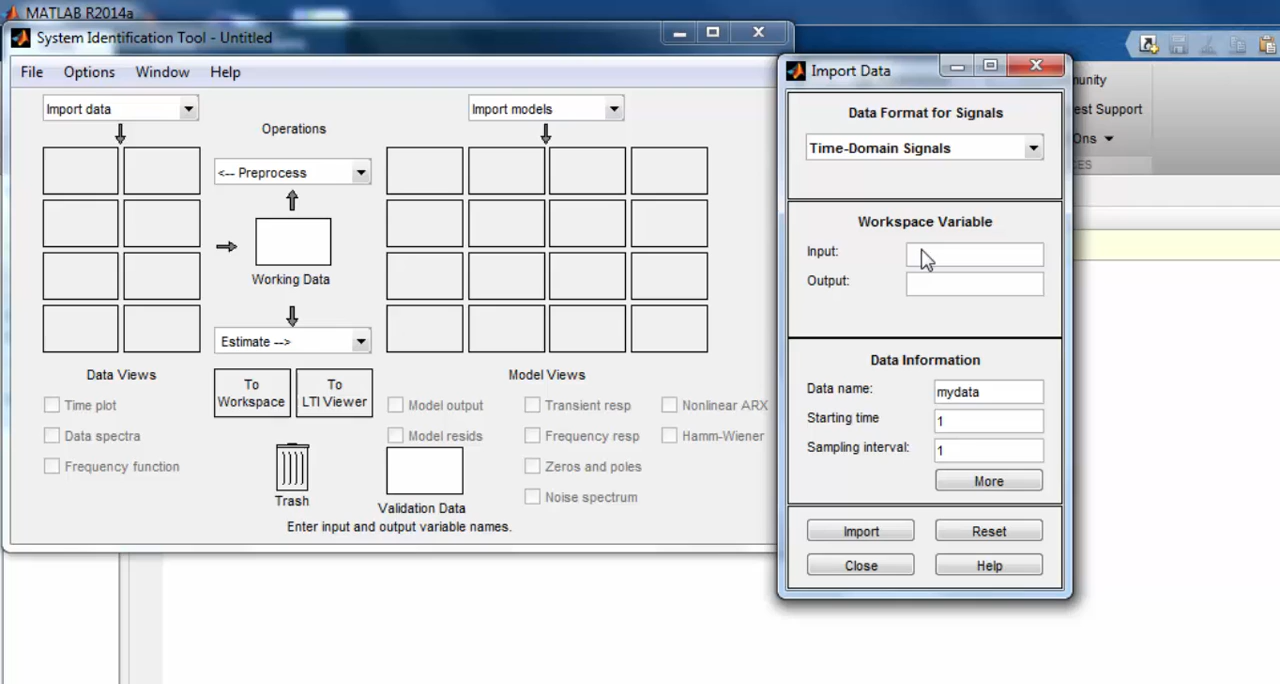 MATLAB R2014a
System Identification Tool - Untitled
File Options Window Help
Import data
Operations
Import models
<-- Preprocess
Working Data
Estimate -->
To Workspace
To LTI Viewer
Data Views
Time plot
Data spectra
Frequency function
Trash
Model Views
Model output
Model resids
Transient resp
Frequency resp
Zeros and poles
Noise spectrum
Nonlinear ARX
Hamm-Wiener
Validation Data
Enter input and output variable names.
Import Data
Data Format for Signals
Time-Domain Signals
Workspace Variable
Input:
Output:
Data Information
Data name: mydata
Starting time 1
Sampling interval: 1
More
Import Reset
Close Help
munity
est Support
Ons
CES